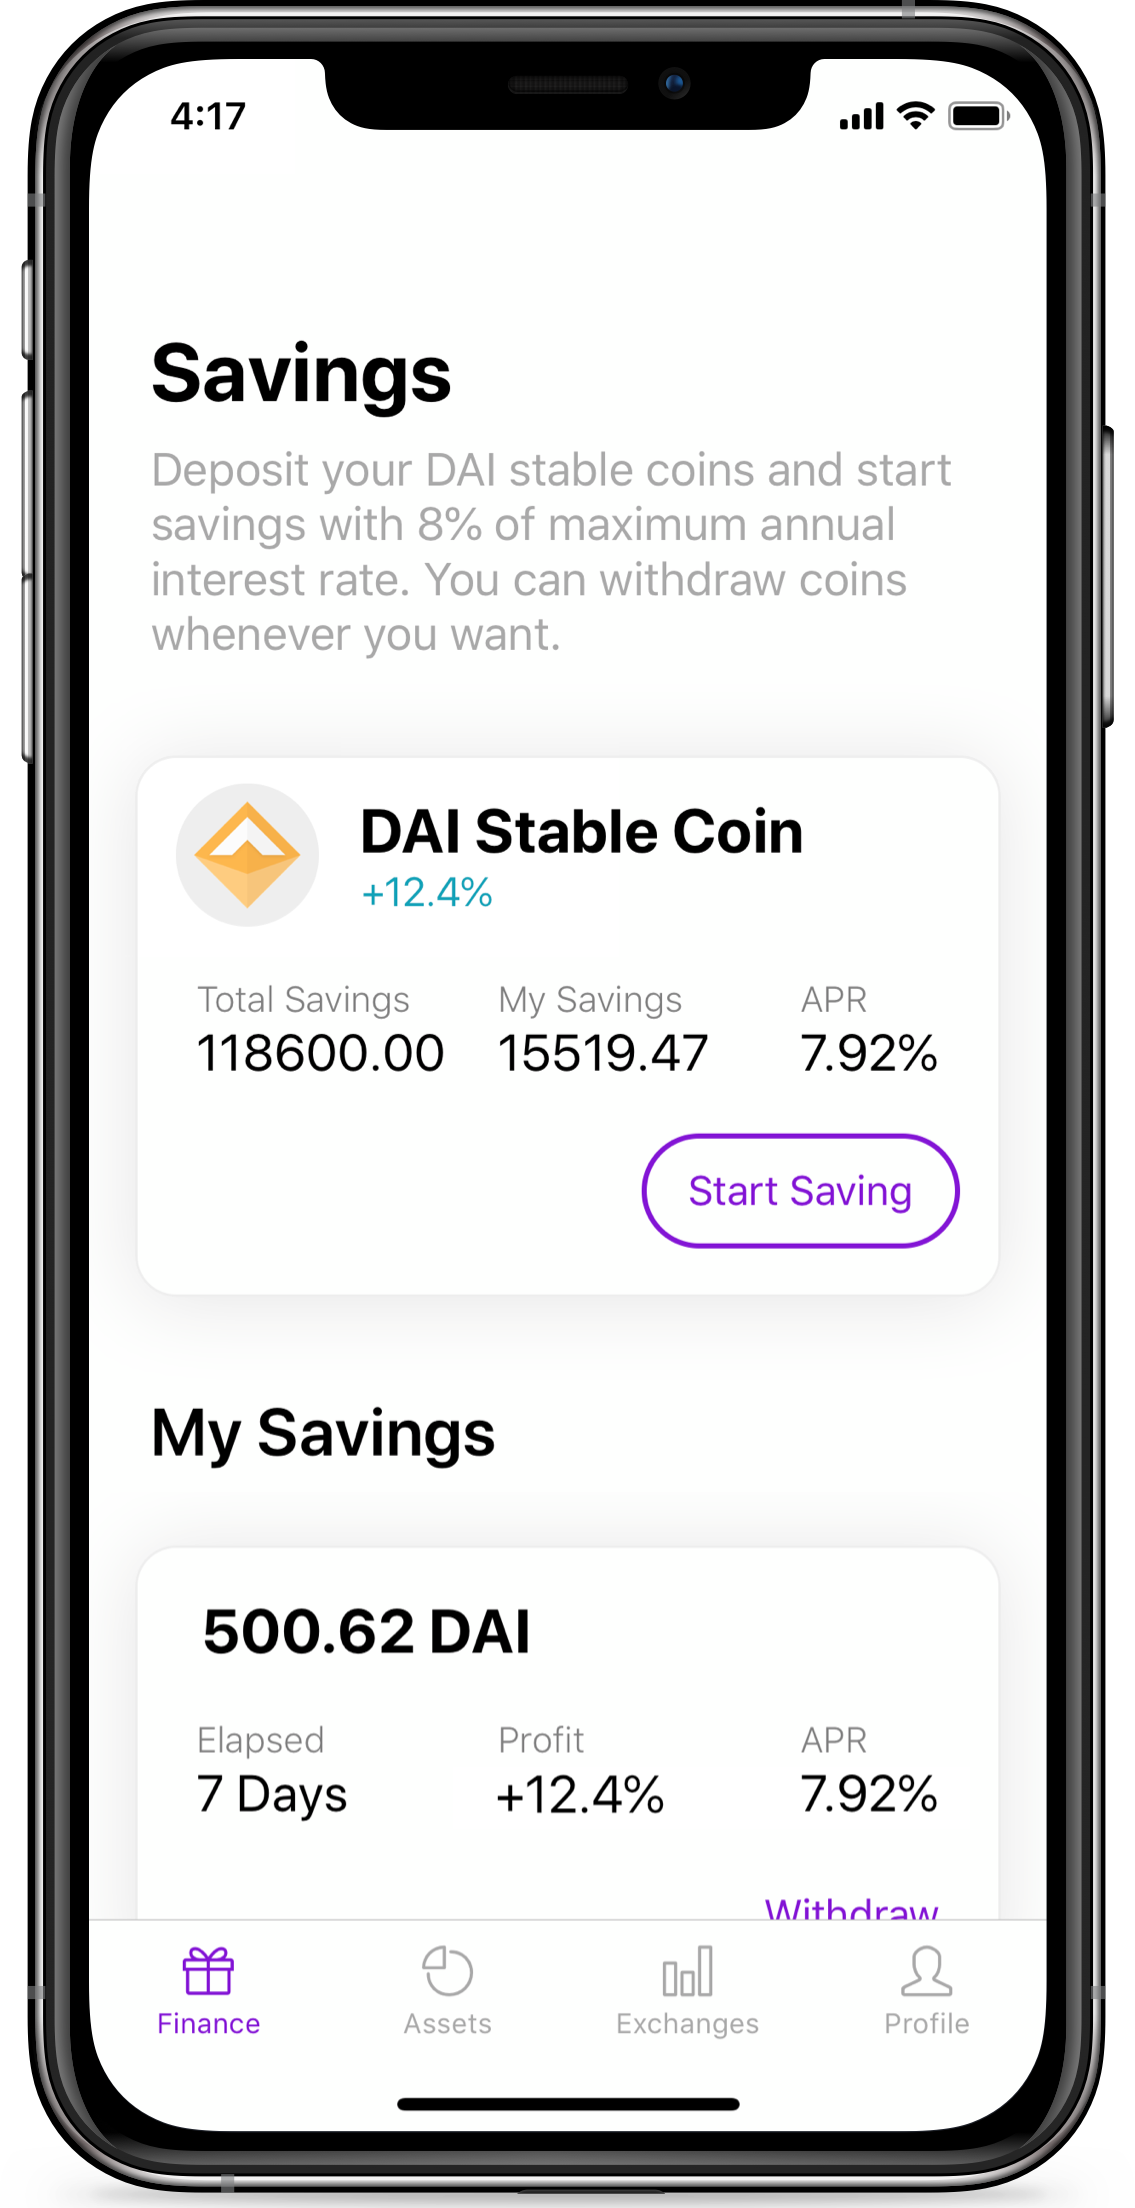 4:17
Savings
Deposit your DAI stable coins and start
savings with 8% of maximum annual
interest rate. You can withdraw coins
whenever you want.
DAI Stable Coin
+12.4%
Total Savings My Savings APR
118600.00 15519.47 7.92%
Start Saving
My Savings
500.62 DAI
Elapsed Profit APR
7 Days +12.4% 7.92%
Withdraw
Finance Assets Exchanges Profile